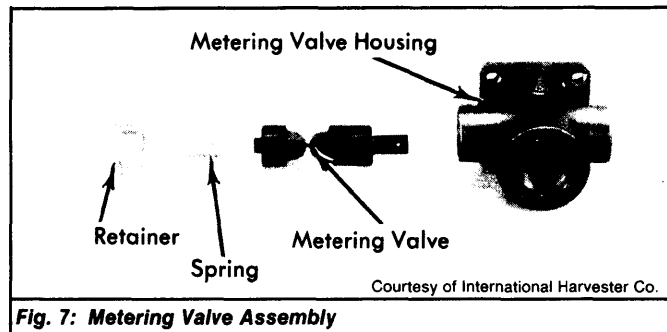 Metering Valve Housing
Retainer
Spring
Metering Valve
Courtesy of International Harvester Co.
Fig. 7: Metering Valve Assembly